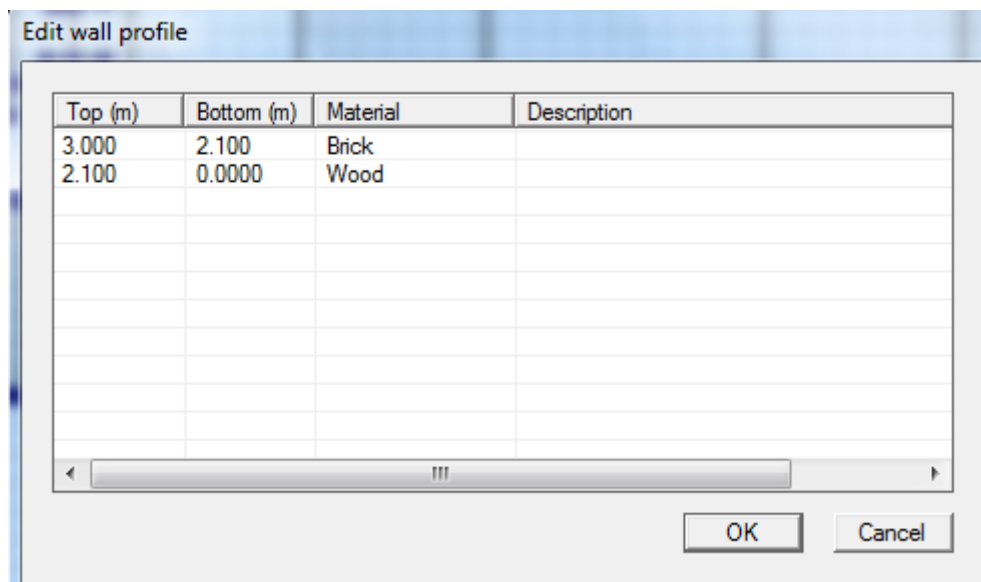 Edit wall profile
Top (m) Bottom (m) Material Description
3.000 2.100 Brick
2.100 0.0000 Wood
OK Cancel